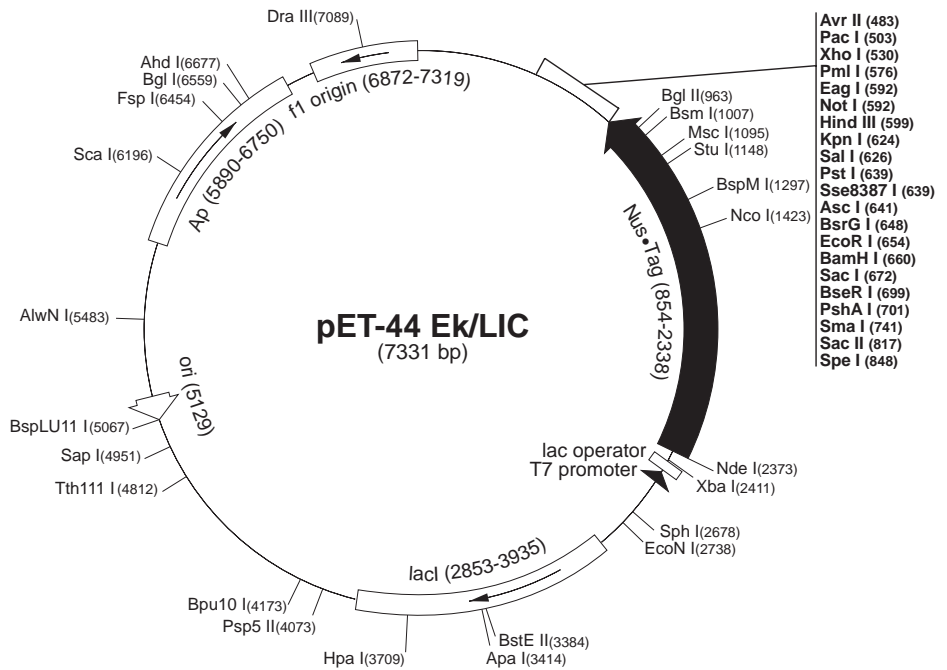 Dra III(7089)
Ahd I(6677)
Bgl I(6559)
Fsp I(6454)
Sca I(6196)
f1 origin (6872-7319)
Ap (5890-6750)
AlwN I(5483)
ori (5129)
BspLU11 I(5067)
Sap I(4951)
Tth111 I(4812)
Bpu10 I(4173)
Psp5 II(4073)
Hpa I(3709)
Apa I(3414)
BstE II(3384)
lacI (2853-3935)
EcoN I(2738)
Sph I(2678)
Xba I(2411)
Nde I(2373)
lac operator
T7 promoter
pET-44 Ek/LIC
(7331 bp)
Nus•Tag (854-2338)
Bgl II(963)
Bsm I(1007)
Msc I(1095)
Stu I(1148)
BspM I(1297)
Nco I(1423)
Avr II (483)
Pac I (503)
Xho I (530)
Pml I (576)
Eag I (592)
Not I (592)
Hind III (599)
Kpn I (624)
Sal I (626)
Pst I (639)
Sse8387 I (639)
Asc I (641)
BsrG I (648)
EcoR I (654)
BamH I (660)
Sac I (672)
BseR I (699)
PshA I (701)
Sma I (741)
Sac II (817)
Spe I (848)